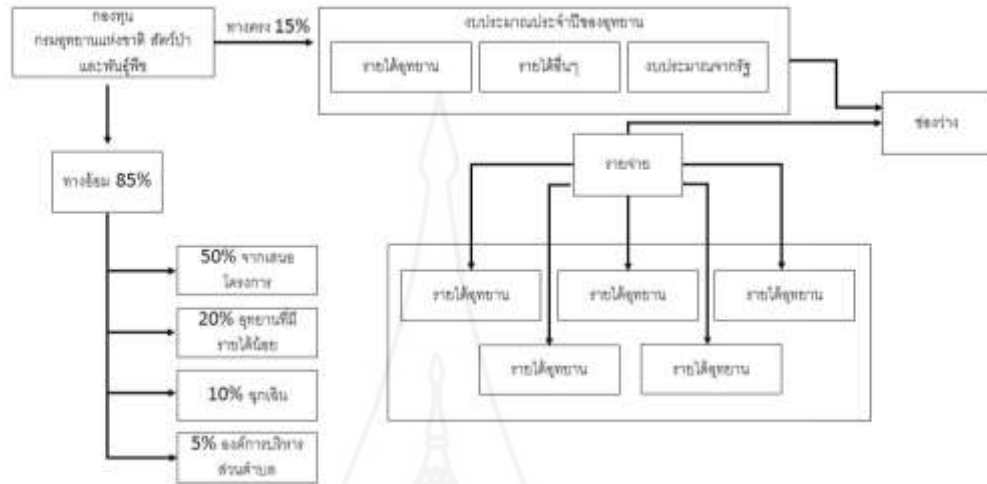 กองทุน
กรมอุทยานแห่งชาติ สัตว์ป่า
และพันธุ์พืช
ทางตรง 15%
งบประมาณประจำปีของอุทยาน
รายได้อุทยาน
รายได้อื่นๆ
งบประมาณจากรัฐ
ช่องว่าง
รายจ่าย
ทางอ้อม 85%
50% จากเสนอ
โครงการ
20% อุทยานที่มี
รายได้น้อย
10% ฉุกเฉิน
5% องค์การบริหาร
ส่วนตำบล
รายได้อุทยาน
รายได้อุทยาน
รายได้อุทยาน
รายได้อุทยาน
รายได้อุทยาน